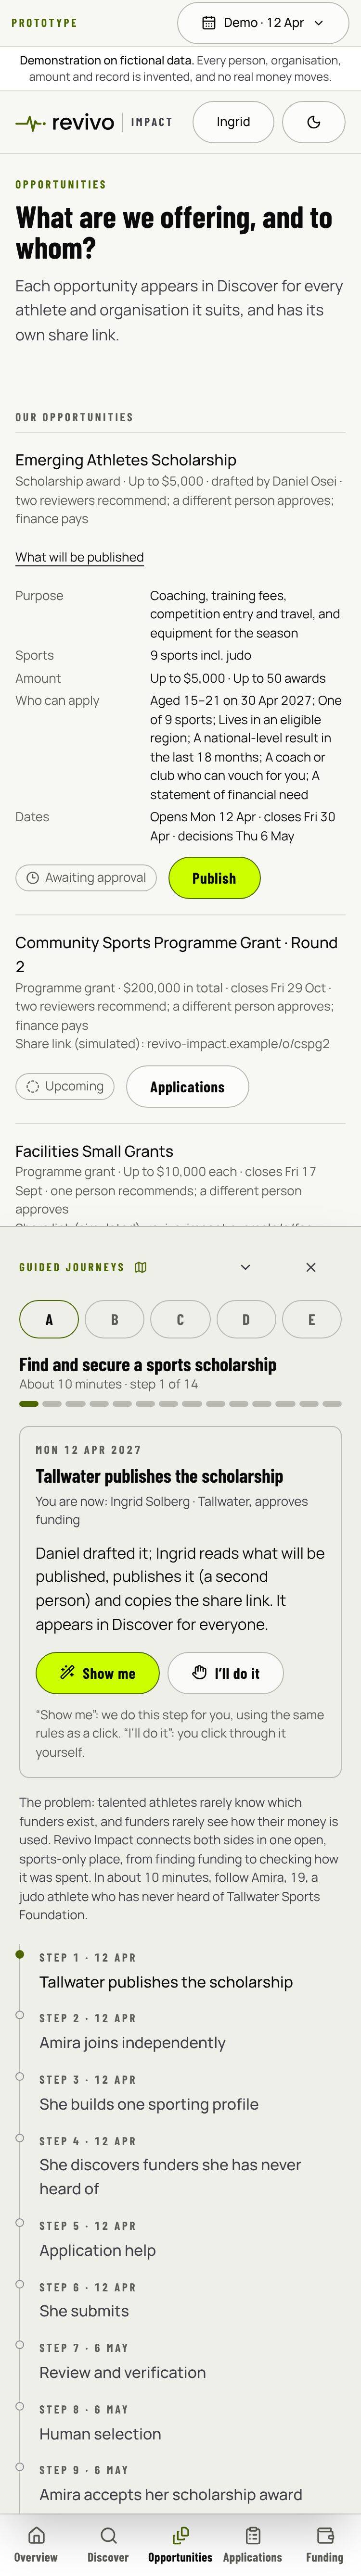 PROTOTYPE
Demo · 12 Apr
Demonstration on fictional data. Every person, organisation,
amount and record is invented, and no real money moves.
revivo IMPACT
Ingrid
OPPORTUNITIES
What are we offering, and to
whom?
Each opportunity appears in Discover for every
athlete and organisation it suits, and has its
own share link.
OUR OPPORTUNITIES
Emerging Athletes Scholarship
Scholarship award · Up to $5,000 · drafted by Daniel Osei ·
two reviewers recommend; a different person approves;
finance pays
What will be published
Purpose
Coaching, training fees,
competition entry and travel, and
equipment for the season
Sports
9 sports incl. judo
Amount
Up to $5,000 · Up to 50 awards
Who can apply
Aged 15–21 on 30 Apr 2027; One
of 9 sports; Lives in an eligible
region; A national-level result in
the last 18 months; A coach or
club who can vouch for you; A
statement of financial need
Dates
Opens Mon 12 Apr · closes Fri 30
Apr · decisions Thu 6 May
Awaiting approval
Publish
Community Sports Programme Grant · Round
2
Programme grant · $200,000 in total · closes Fri 29 Oct ·
two reviewers recommend; a different person approves;
finance pays
Share link (simulated): revivo-impact.example/o/cspg2
Upcoming
Applications
Facilities Small Grants
Programme grant · Up to $10,000 each · closes Fri 17
Sept · one person recommends; a different person
approves
GUIDED JOURNEYS
A
B
C
D
E
Find and secure a sports scholarship
About 10 minutes · step 1 of 14
MON 12 APR 2027
Tallwater publishes the scholarship
You are now: Ingrid Solberg · Tallwater, approves
funding
Daniel drafted it; Ingrid reads what will be
published, publishes it (a second
person) and copies the share link. It
appears in Discover for everyone.
Show me
I’ll do it
“Show me”: we do this step for you, using the same
rules as a click. “I’ll do it”: you click through it
yourself.
The problem: talented athletes rarely know which
funders exist, and funders rarely see how their money is
used. Revivo Impact connects both sides in one open,
sports-only place, from finding funding to checking how
it was spent. In about 10 minutes, follow Amira, 19, a
judo athlete who has never heard of Tallwater Sports
Foundation.
STEP 1 · 12 APR
Tallwater publishes the scholarship
STEP 2 · 12 APR
Amira joins independently
STEP 3 · 12 APR
She builds one sporting profile
STEP 4 · 12 APR
She discovers funders she has never
heard of
STEP 5 · 12 APR
Application help
STEP 6 · 12 APR
She submits
STEP 7 · 6 MAY
Review and verification
STEP 8 · 6 MAY
Human selection
STEP 9 · 6 MAY
Amira accepts her scholarship award
Overview
Discover
Opportunities
Applications
Funding